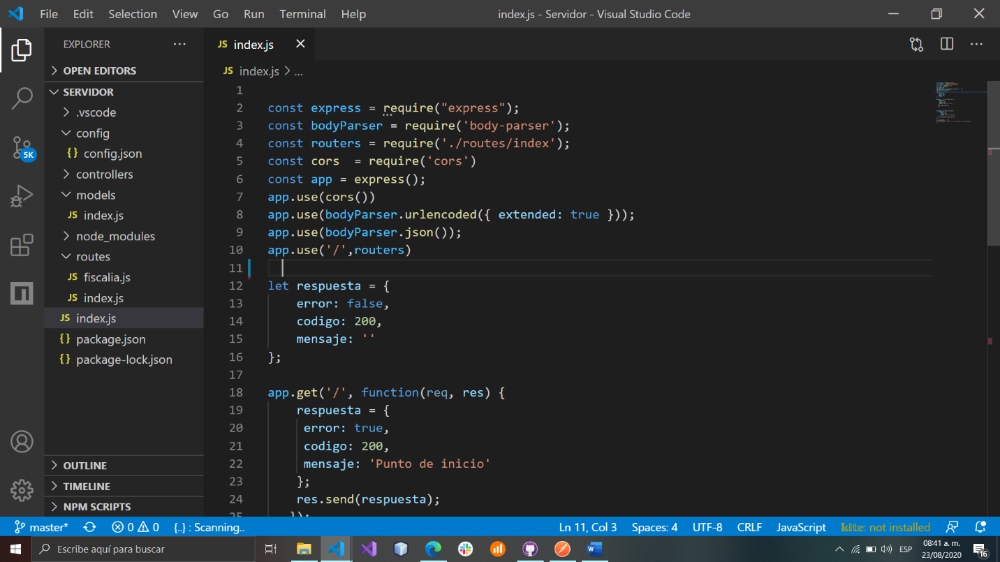 File Edit Selection View Go Run Terminal Help index.js - Servidor - Visual Studio Code
EXPLORER ...
OPEN EDITORS
SERVIDOR
.vscode
config
{} config.json
controllers
models
JS index.js
node_modules
routes
JS fiscalia.js
JS index.js
JS index.js
{} package.json
{} package-lock.json
OUTLINE
TIMELINE
NPM SCRIPTS
5K
JS index.js
JS index.js > ...
1
2 const express = require("express");
3 const bodyParser = require('body-parser');
4 const routers = require('./routes/index');
5 const cors  = require('cors')
6 const app = express();
7 app.use(cors())
8 app.use(bodyParser.urlencoded({ extended: true }));
9 app.use(bodyParser.json());
10 app.use('/',routers)
11
12 let respuesta = {
13     error: false,
14     codigo: 200,
15     mensaje: ''
16 };
17
18 app.get('/', function(req, res) {
19     respuesta = {
20      error: true,
21      codigo: 200,
22      mensaje: 'Punto de inicio'
23     };
24     res.send(respuesta);
25    });
master* 0 0 {..} : Scanning.. Ln 11, Col 3 Spaces: 4 UTF-8 CRLF JavaScript kite: not installed
Escribe aquí para buscar ESP 08:41 a. m.
23/08/2020
16